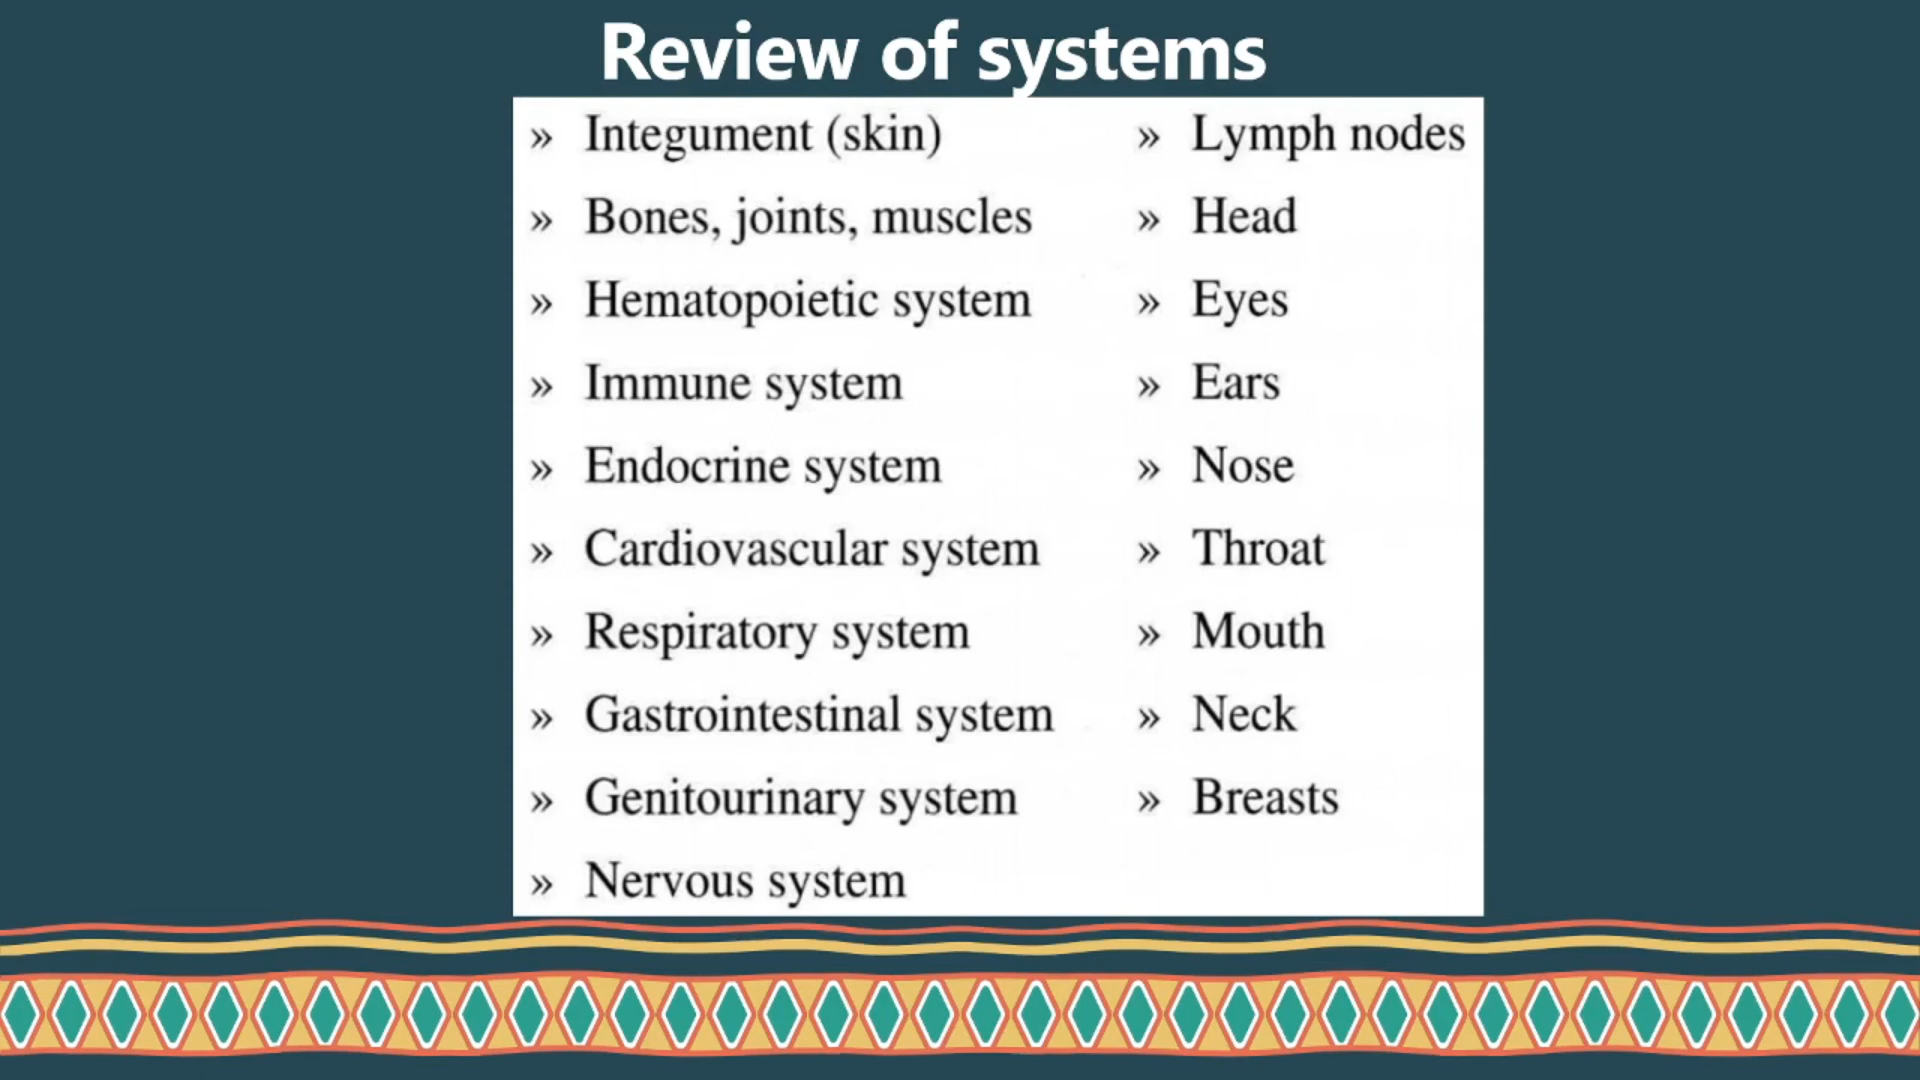 Review of systems
» Integument (skin)
» Bones, joints, muscles
» Hematopoietic system
» Immune system
» Endocrine system
» Cardiovascular system
» Respiratory system
» Gastrointestinal system
» Genitourinary system
» Nervous system
» Lymph nodes
» Head
» Eyes
» Ears
» Nose
» Throat
» Mouth
» Neck
» Breasts